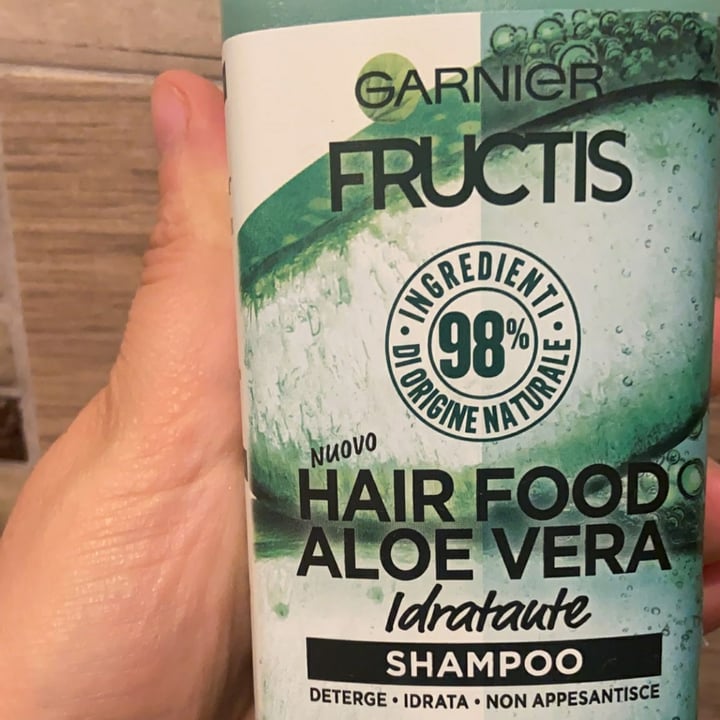 GARNIER
FRUCTIS
INGREDIENTI
98%
DI ORIGINE NATURALE
NUOVO
HAIR FOOD
ALOE VERA
Idratante
SHAMPOO
DETERGE • IDRATA • NON APPESANTISCE